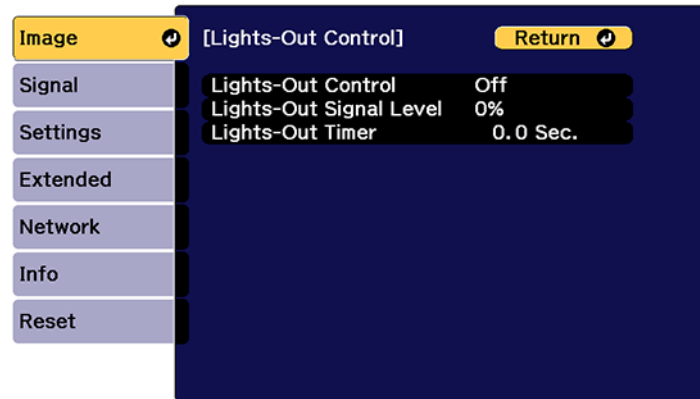 Image
Signal
Settings
Extended
Network
Info
Reset
[Lights-Out Control] Return
Lights-Out Control Off
Lights-Out Signal Level 0%
Lights-Out Timer 0.0 Sec.